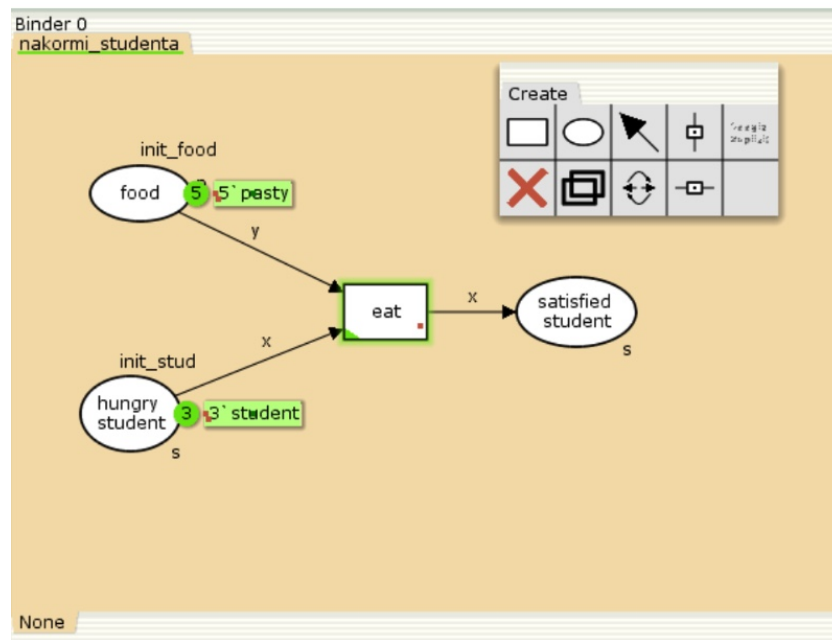 Binder 0
nakormi_studenta
Create
init_food
food
5
5`pasty
y
eat
x
satisfied
student
s
x
init_stud
hungry
student
3
3`student
s
None